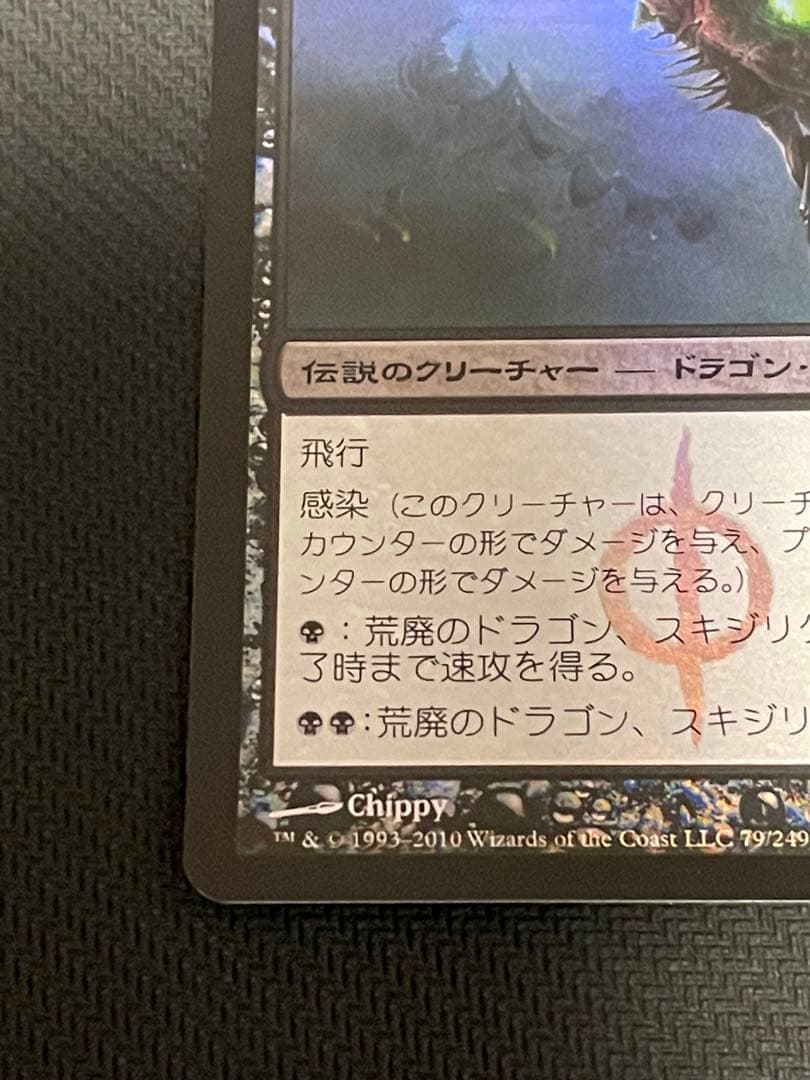 伝説のクリーチャー — ドラゴン・
飛行
感染（このクリーチャーは、クリーチ
カウンターの形でダメージを与え、プ
ンターの形でダメージを与える。）
：荒廃のドラゴン、スキジリク
了時まで速攻を得る。
：荒廃のドラゴン、スキジリ
Chippy
™ & © 1993–2010 Wizards of the Coast LLC 79/249